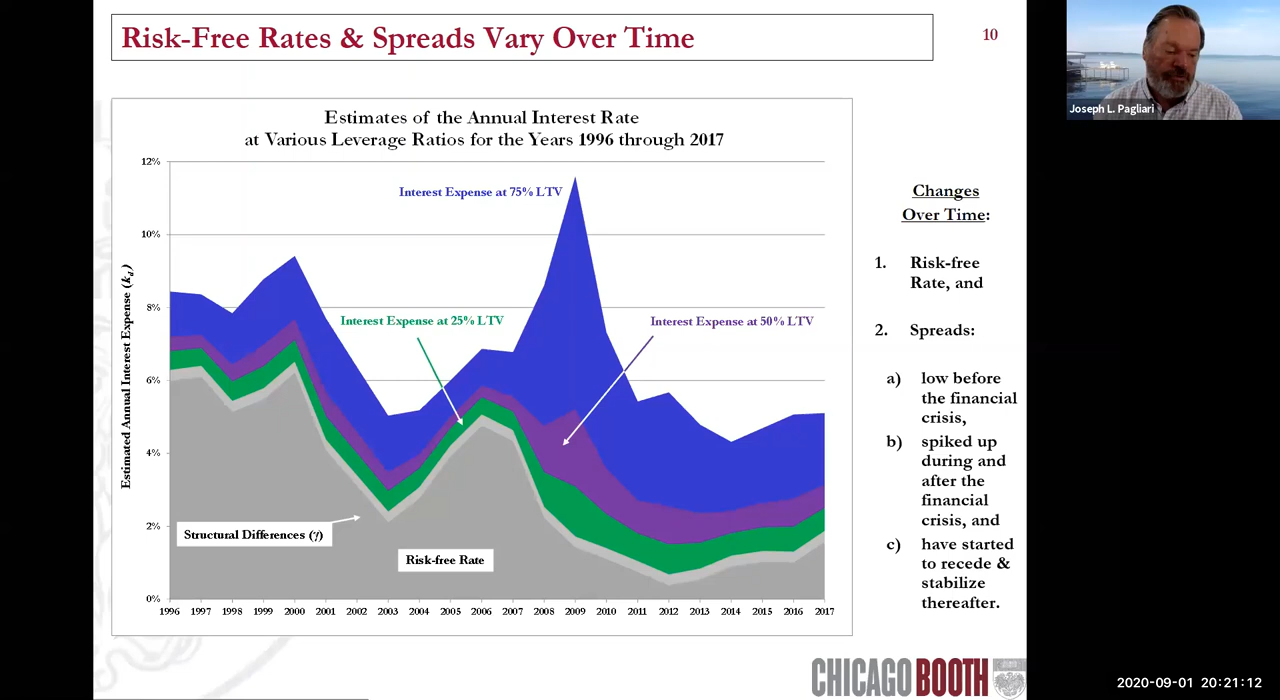 Risk-Free Rates & Spreads Vary Over Time
10
Joseph L. Pagliari
Estimates of the Annual Interest Rate
at Various Leverage Ratios for the Years 1996 through 2017
Estimated Annual Interest Expense (kd)
12%
10%
8%
6%
4%
2%
0%
Interest Expense at 75% LTV
Interest Expense at 25% LTV
Interest Expense at 50% LTV
Structural Differences (?)
Risk-free Rate
1996 1997 1998 1999 2000 2001 2002 2003 2004 2005 2006 2007 2008 2009 2010 2011 2012 2013 2014 2015 2016 2017
Changes
Over Time:
1. Risk-free
Rate, and
2. Spreads:
a) low before
the financial
crisis,
b) spiked up
during and
after the
financial
crisis, and
c) have started
to recede &
stabilize
thereafter.
CHICAGO BOOTH
2020-09-01 20:21:12